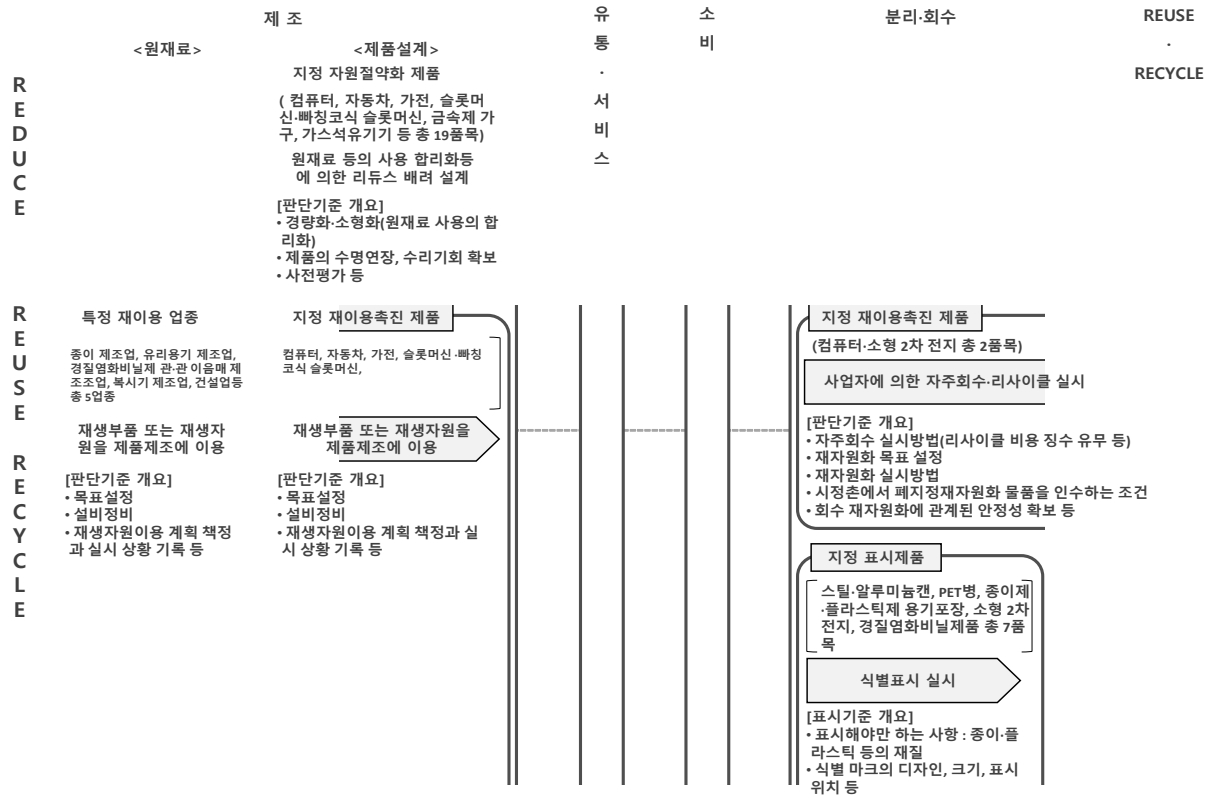 제 조
<원재료>
<제품설계>
유
통
·
서
비
스
소
비
분리·회수
REUSE
·
RECYCLE
R
E
D
U
C
E
지정 자원절약화 제품
( 컴퓨터, 자동차, 가전, 슬롯머
신·빠칭코식 슬롯머신, 금속제 가
구, 가스석유기기 등 총 19품목)
원재료 등의 사용 합리화등
에 의한 리듀스 배려 설계
[판단기준 개요]
• 경량화·소형화(원재료 사용의 합
리화)
• 제품의 수명연장, 수리기회 확보
• 사전평가 등
R
E
U
S
E
R
E
C
Y
C
L
E
특정 재이용 업종
종이 제조업, 유리용기 제조업,
경질염화비닐제 관·관 이음매 제
조조업, 복시기 제조업, 건설업등
총 5업종
재생부품 또는 재생자
원을 제품제조에 이용
[판단기준 개요]
• 목표설정
• 설비정비
• 재생자원이용 계획 책정
과 실시 상황 기록 등
지정 재이용촉진 제품
컴퓨터, 자동차, 가전, 슬롯머신 ·빠칭
코식 슬롯머신,
재생부품 또는 재생자원을
제품제조에 이용
[판단기준 개요]
• 목표설정
• 설비정비
• 재생자원이용 계획 책정과 실
시 상황 기록 등
지정 재이용촉진 제품
(컴퓨터·소형 2차 전지 총 2품목)
사업자에 의한 자주회수·리사이클 실시
[판단기준 개요]
• 자주회수 실시방법(리사이클 비용 징수 유무 등)
• 재자원화 목표 설정
• 재자원화 실시방법
• 시정촌에서 폐지정재자원화 물품을 인수하는 조건
• 회수 재자원화에 관계된 안정성 확보 등
지정 표시제품
스틸·알루미늄캔, PET병, 종이제
·플라스틱제 용기포장, 소형 2차
전지, 경질염화비닐제품 총 7품
목
식별표시 실시
[표시기준 개요]
• 표시해야만 하는 사항 : 종이·플
라스틱 등의 재질
• 식별 마크의 디자인, 크기, 표시
위치 등